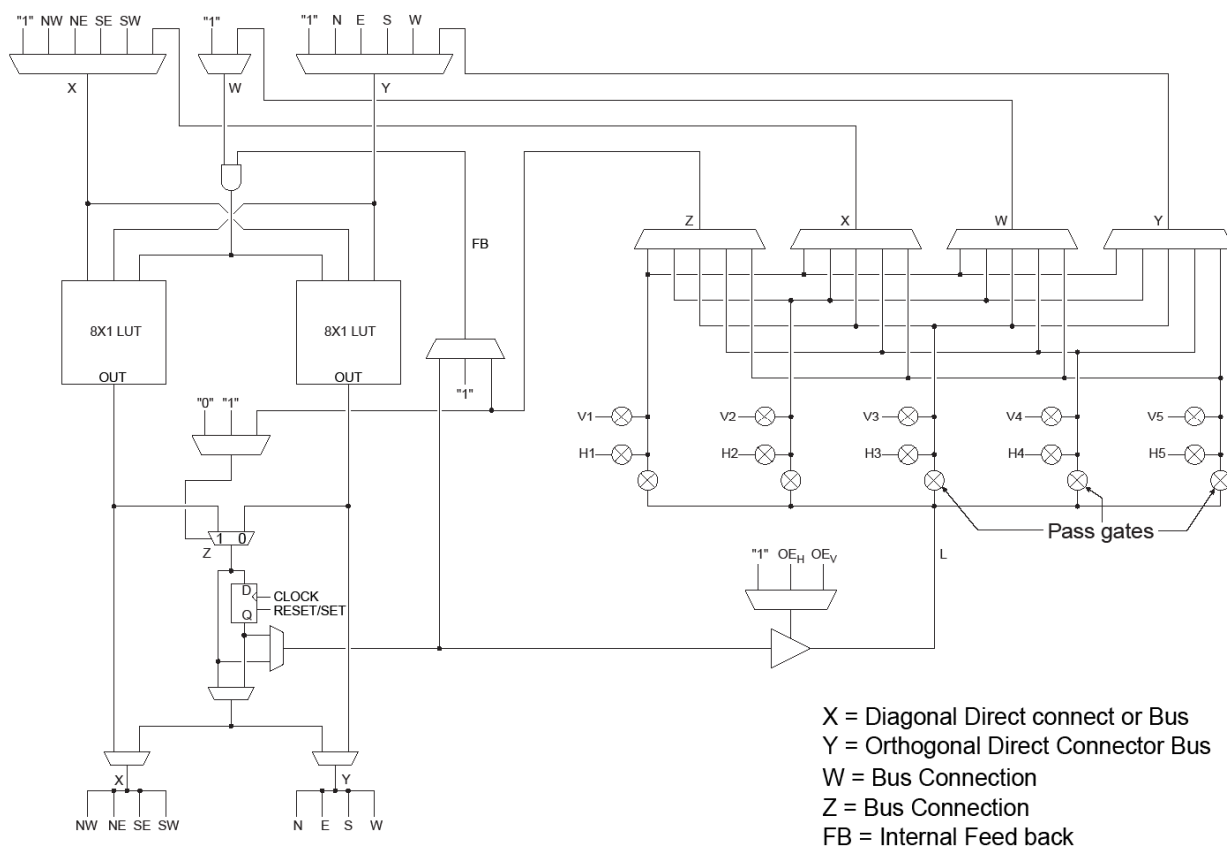 "1" NW NE SE SW "1" "1" N E S W
X W Y
Z X W Y
FB
8X1 LUT 8X1 LUT
OUT OUT
"1"
"0" "1"
V1 V2 V3 V4 V5
H1 H2 H3 H4 H5
Pass gates
1 0
Z
"1" OEH OEV
L
D
CLOCK
RESET/SET
Q
X Y
NW NE SE SW N E S W
X = Diagonal Direct connect or Bus
Y = Orthogonal Direct Connector Bus
W = Bus Connection
Z = Bus Connection
FB = Internal Feed back